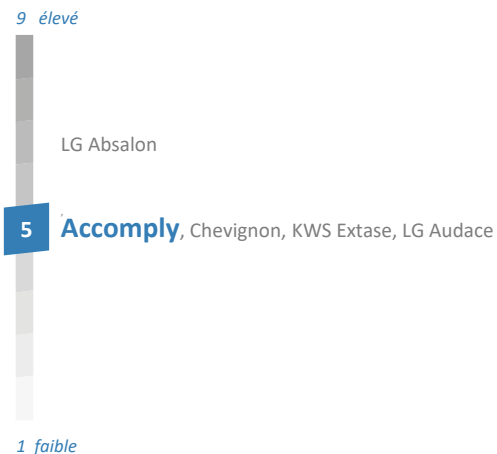 9 élevé
LG Absalon
5 Accomply, Chevignon, KWS Extase, LG Audace
1 faible